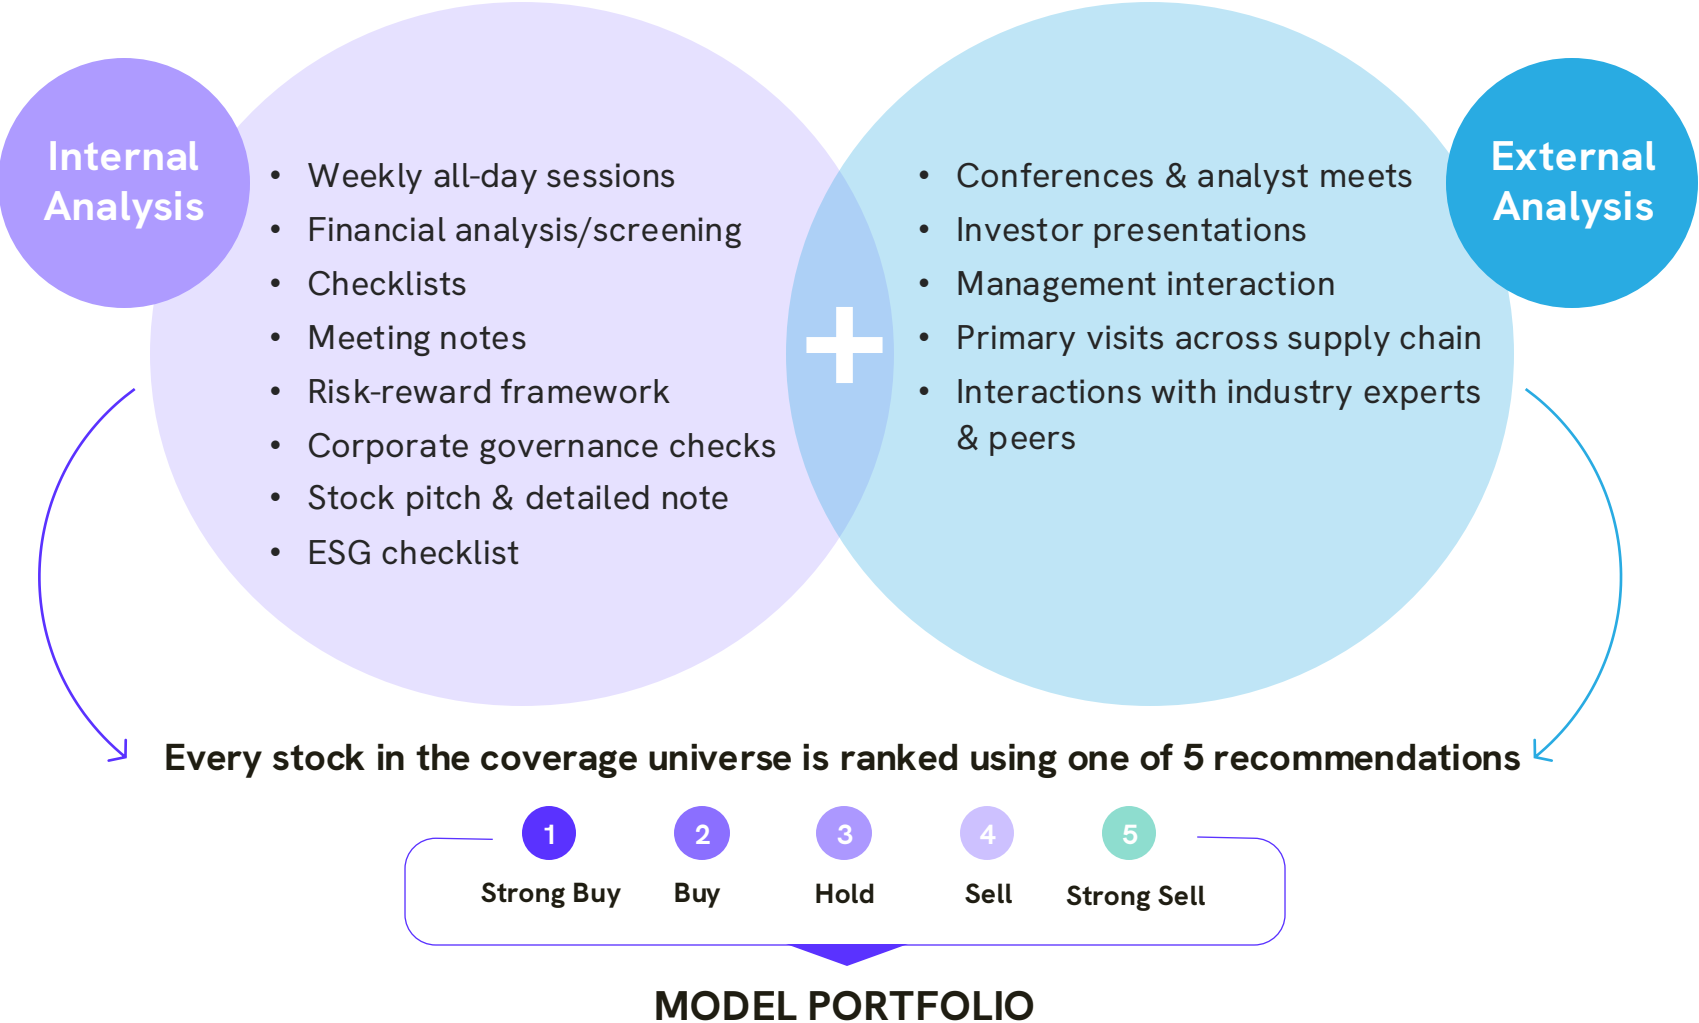 Internal
Analysis
• Weekly all-day sessions
• Financial analysis/screening
• Checklists
• Meeting notes
• Risk-reward framework
• Corporate governance checks
• Stock pitch & detailed note
• ESG checklist
+
• Conferences & analyst meets
• Investor presentations
• Management interaction
• Primary visits across supply chain
• Interactions with industry experts
& peers
External
Analysis
Every stock in the coverage universe is ranked using one of 5 recommendations
1 2 3 4 5
Strong Buy Buy Hold Sell Strong Sell
MODEL PORTFOLIO